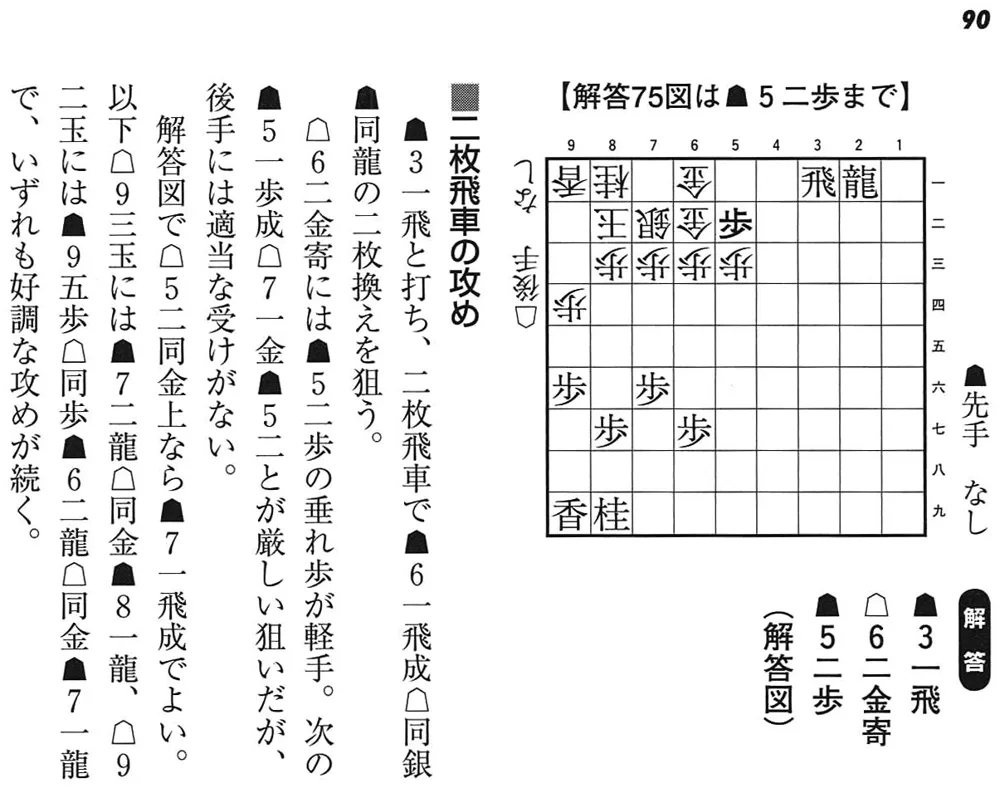 90
【解答75図は☗5二歩まで】
9 8 7 6 5 4 3 2 1
香 桂 金 飛 龍 一
王 銀 金 歩 二
歩 歩 歩 歩 三
歩 四
五
歩 歩 六
歩 歩 七
八
香 桂 九
☖後手 なし
☗先手 なし
解答
☗3一飛
☖6二金寄
☗5二歩
(解答図)
■二枚飛車の攻め
☗3一飛と打ち、二枚飛車で☗6一飛成☖同銀
☗同龍の二枚換えを狙う。
☖6二金寄には☗5二歩の垂れ歩が軽手。次の
☗5一歩成☖7一金☗5二とが厳しい狙いだが、
後手には適当な受けがない。
解答図で☖5二同金上なら☗7一飛成でよい。
以下☖9三玉には☗7二龍☖同金☗8一龍、☖9
二玉には☗9五歩☖同歩☗6二龍☖同金☗7一龍
で、いずれも好調な攻めが続く。